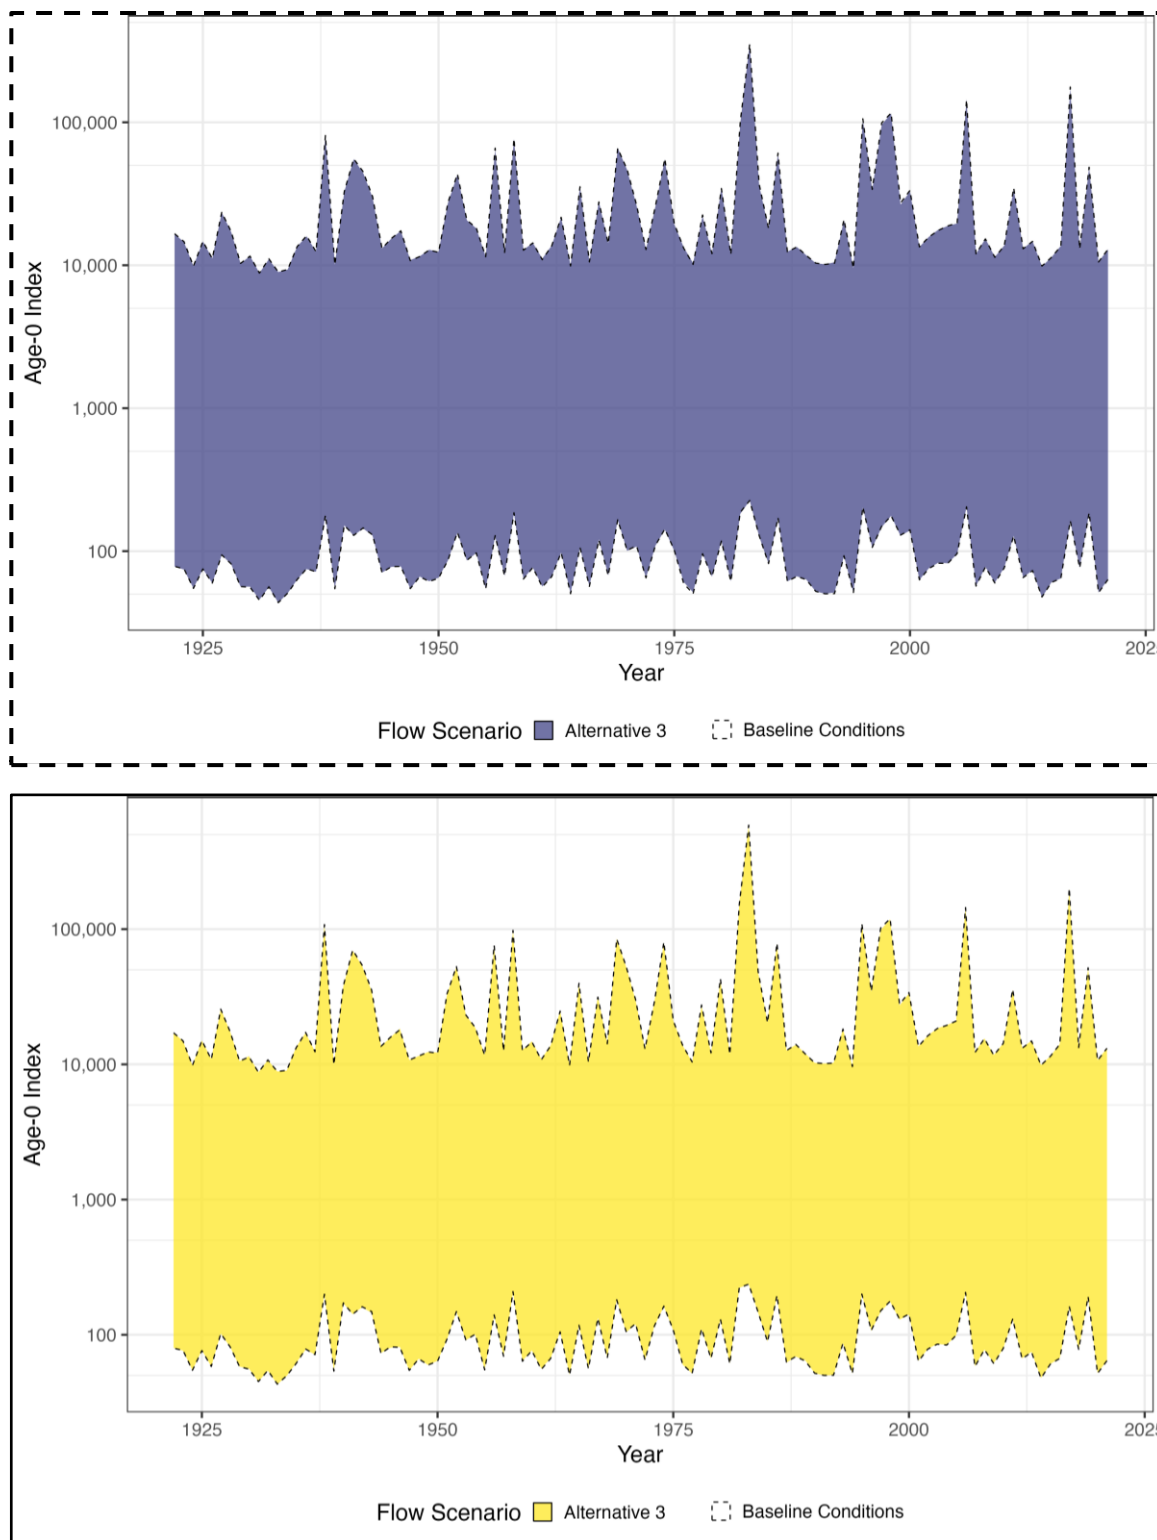 100,000
10,000
1,000
100
Age-0 Index
1925 1950 1975 2000 202
Year
Flow Scenario Alternative 3 Baseline Conditions
100,000
10,000
1,000
100
Age-0 Index
1925 1950 1975 2000 2025
Year
Flow Scenario Alternative 3 Baseline Conditions